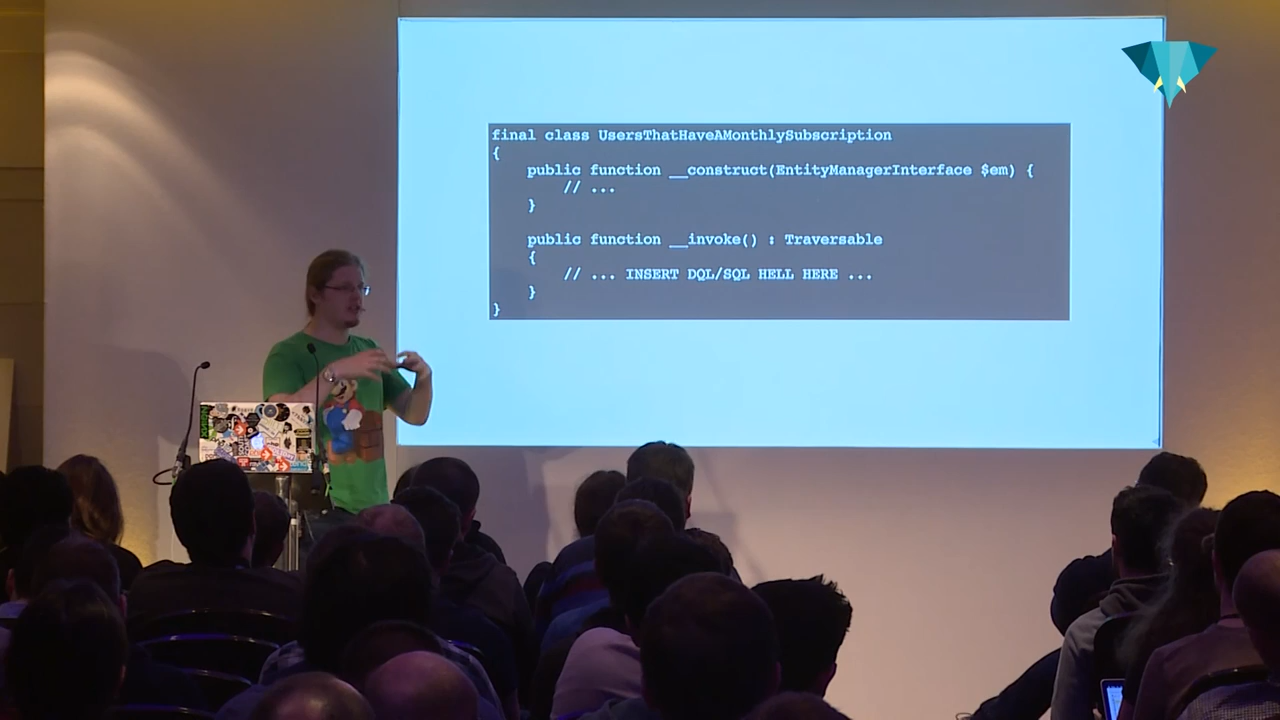 final class UsersThatHaveAMonthlySubscription
{
    public function __construct(EntityManagerInterface $em) {
        // ...
    }

    public function __invoke() : Traversable
    {
        // ... INSERT DQL/SQL HELL HERE ...
    }
}